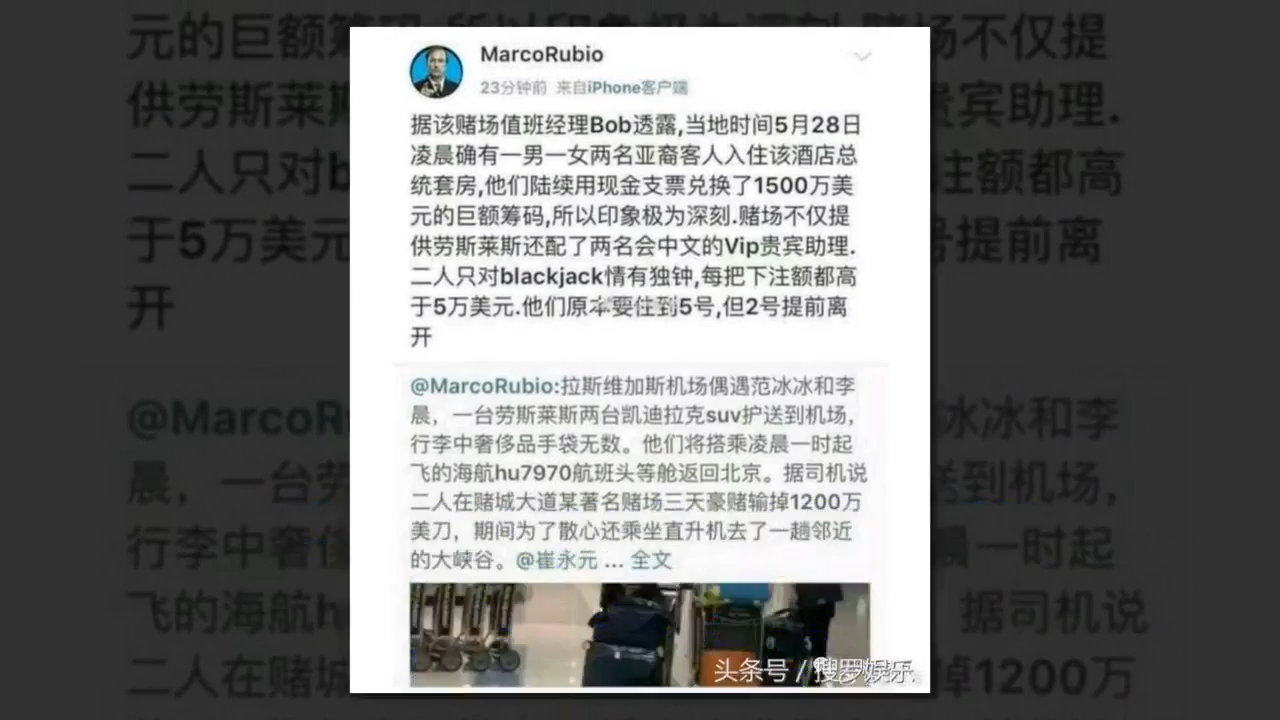 MarcoRubio
23分钟前 来自iPhone客户端
据该赌场值班经理Bob透露,当地时间5月28日
凌晨确有一男一女两名亚裔客人入住该酒店总
统套房,他们陆续用现金支票兑换了1500万美
元的巨额筹码,所以印象极为深刻.赌场不仅提
供劳斯莱斯还配了两名会中文的Vip贵宾助理.
二人只对blackjack情有独钟,每把下注额都高
于5万美元.他们原本要住到5号,但2号提前离
开
@MarcoRubio:拉斯维加斯机场偶遇范冰冰和李
晨，一台劳斯莱斯两台凯迪拉克suv护送到机场，
行李中奢侈品手袋无数。他们将搭乘凌晨一时起
飞的海航hu7970航班头等舱返回北京。据司机说
二人在赌城大道某著名赌场三天豪赌输掉1200万
美刀，期间为了散心还乘坐直升机去了一趟邻近
的大峡谷。@崔永元 ... 全文
头条号 / 搜罗娱乐